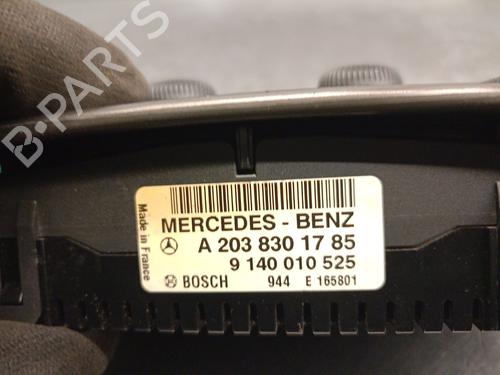 B-PARTS
MERCEDES-BENZ
A 203 830 17 85
9 140 010 525
BOSCH 944 E 165801
Made in France